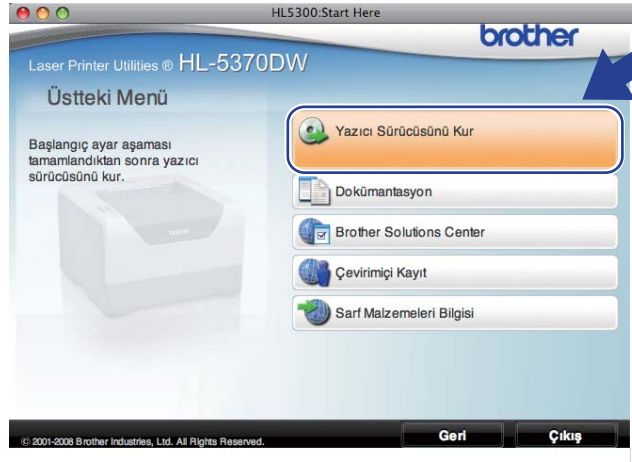 HL5300:Start Here
brother
Laser Printer Utilities ® HL-5370DW
Üstteki Menü
Başlangıç ayar aşaması
tamamlandıktan sonra yazıcı
sürücüsünü kur.
Yazıcı Sürücüsünü Kur
Dokümantasyon
Brother Solutions Center
Çevirimiçi Kayıt
Sarf Malzemeleri Bilgisi
© 2001-2008 Brother Industries, Ltd. All Rights Reserved.
Geri
Çıkış